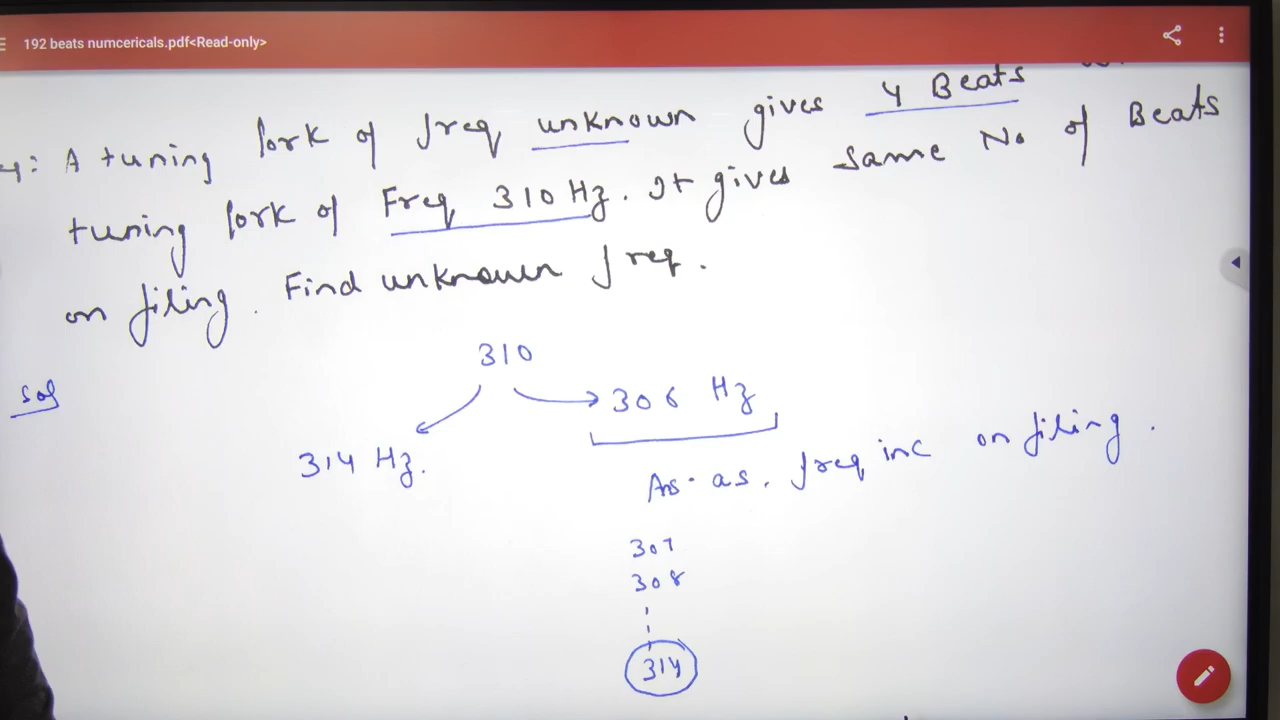 192 beats numcericals.pdf<Read-only>
4: A tuning fork of freq unknown gives 4 Beats
tuning fork of Freq 310 Hz. It gives same No of Beats
on filing. Find unknown freq.
Sol
310
314 Hz.
306 Hz
Ans. as. freq inc on filing.
307
308
314